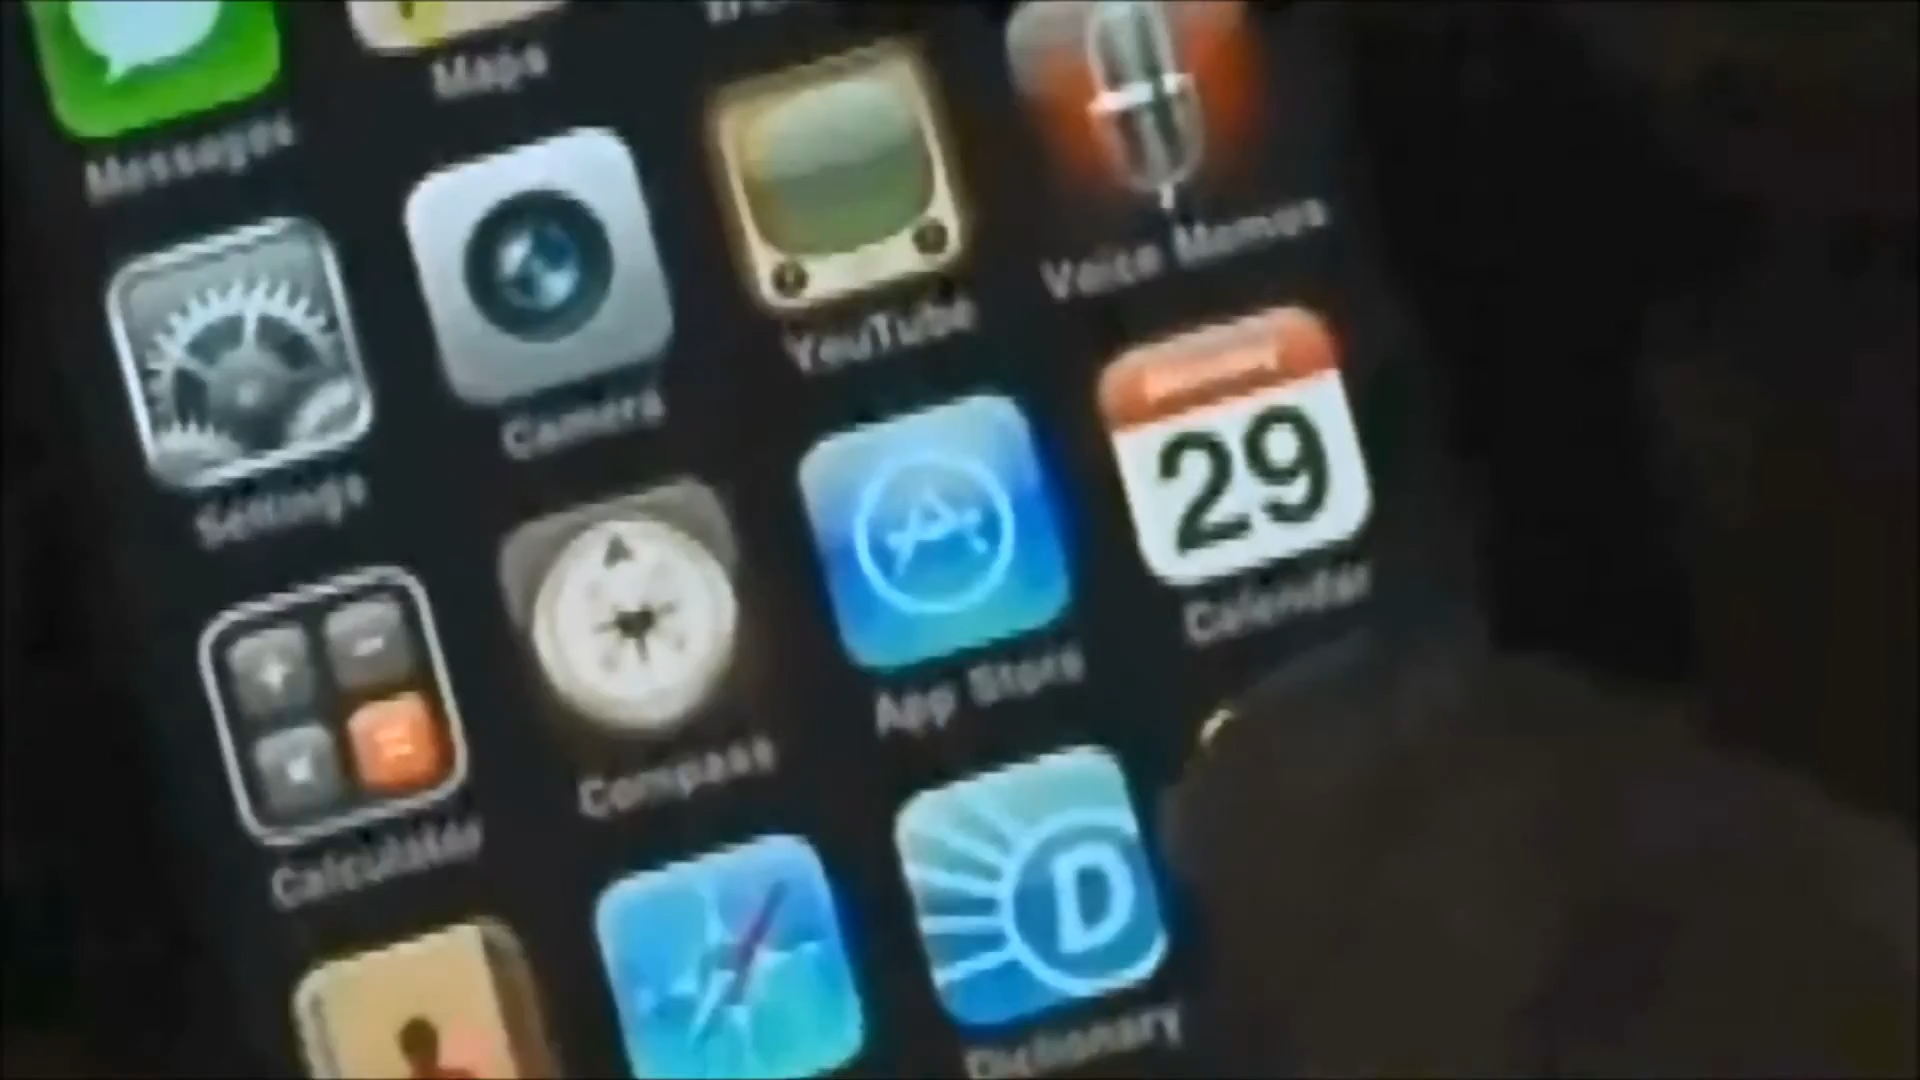 Maps
Messages
YouTube
Voice Memos
Camera
Settings
29
Calendar
App Store
Compass
Calculator
D
Dictionary